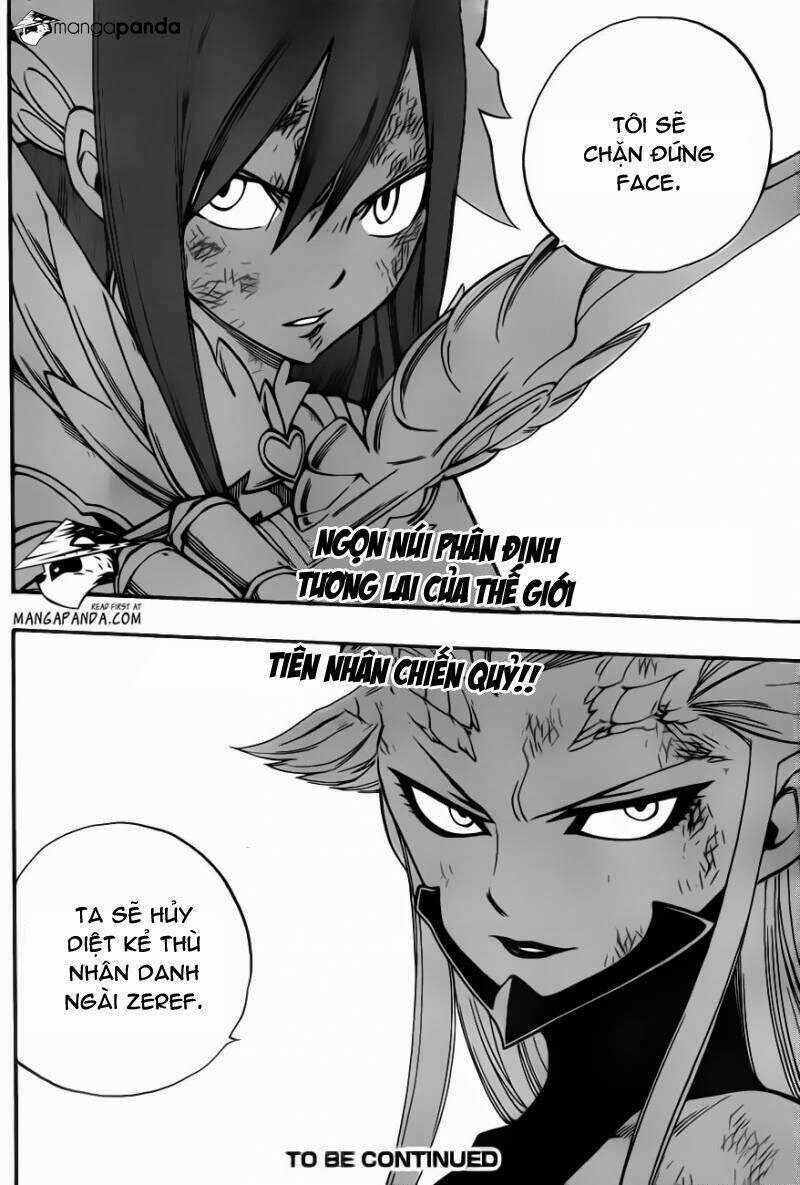 mangapanda
TÔI SẼ
CHẶN ĐỨNG
FACE.
NGỌN NÚI PHÂN ĐỊNH
TƯƠNG LAI CỦA THẾ GIỚI
READ FIRST AT
MANGAPANDA.COM
TIÊN NHÂN CHIẾN QUỶ!!
TA SẼ HỦY
DIỆT KẺ THÙ
NHÂN DANH
NGÀI ZEREF.
TO BE CONTINUED